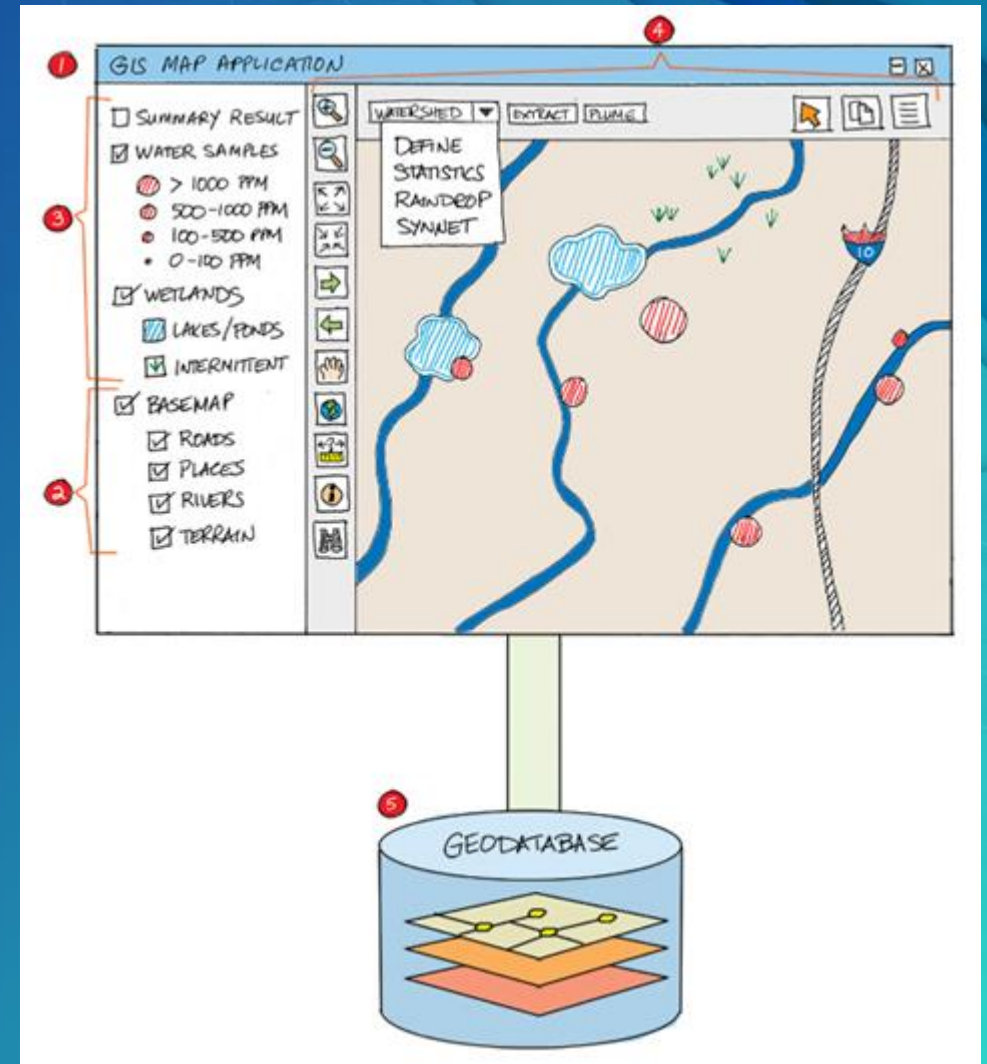 4
1
GIS MAP APPLICATION
3
SUMMARY RESULT
WATER SAMPLES
> 1000 PPM
500-1000 PPM
100-500 PPM
0-100 PPM
WETLANDS
LAKES/PONDS
INTERMITTENT
2
BASEMAP
ROADS
PLACES
RIVERS
TERRAIN
WATERSHED EXTRACT PLUME
DEFINE
STATISTICS
RAINDROP
SYNNET
10
5
GEODATABASE